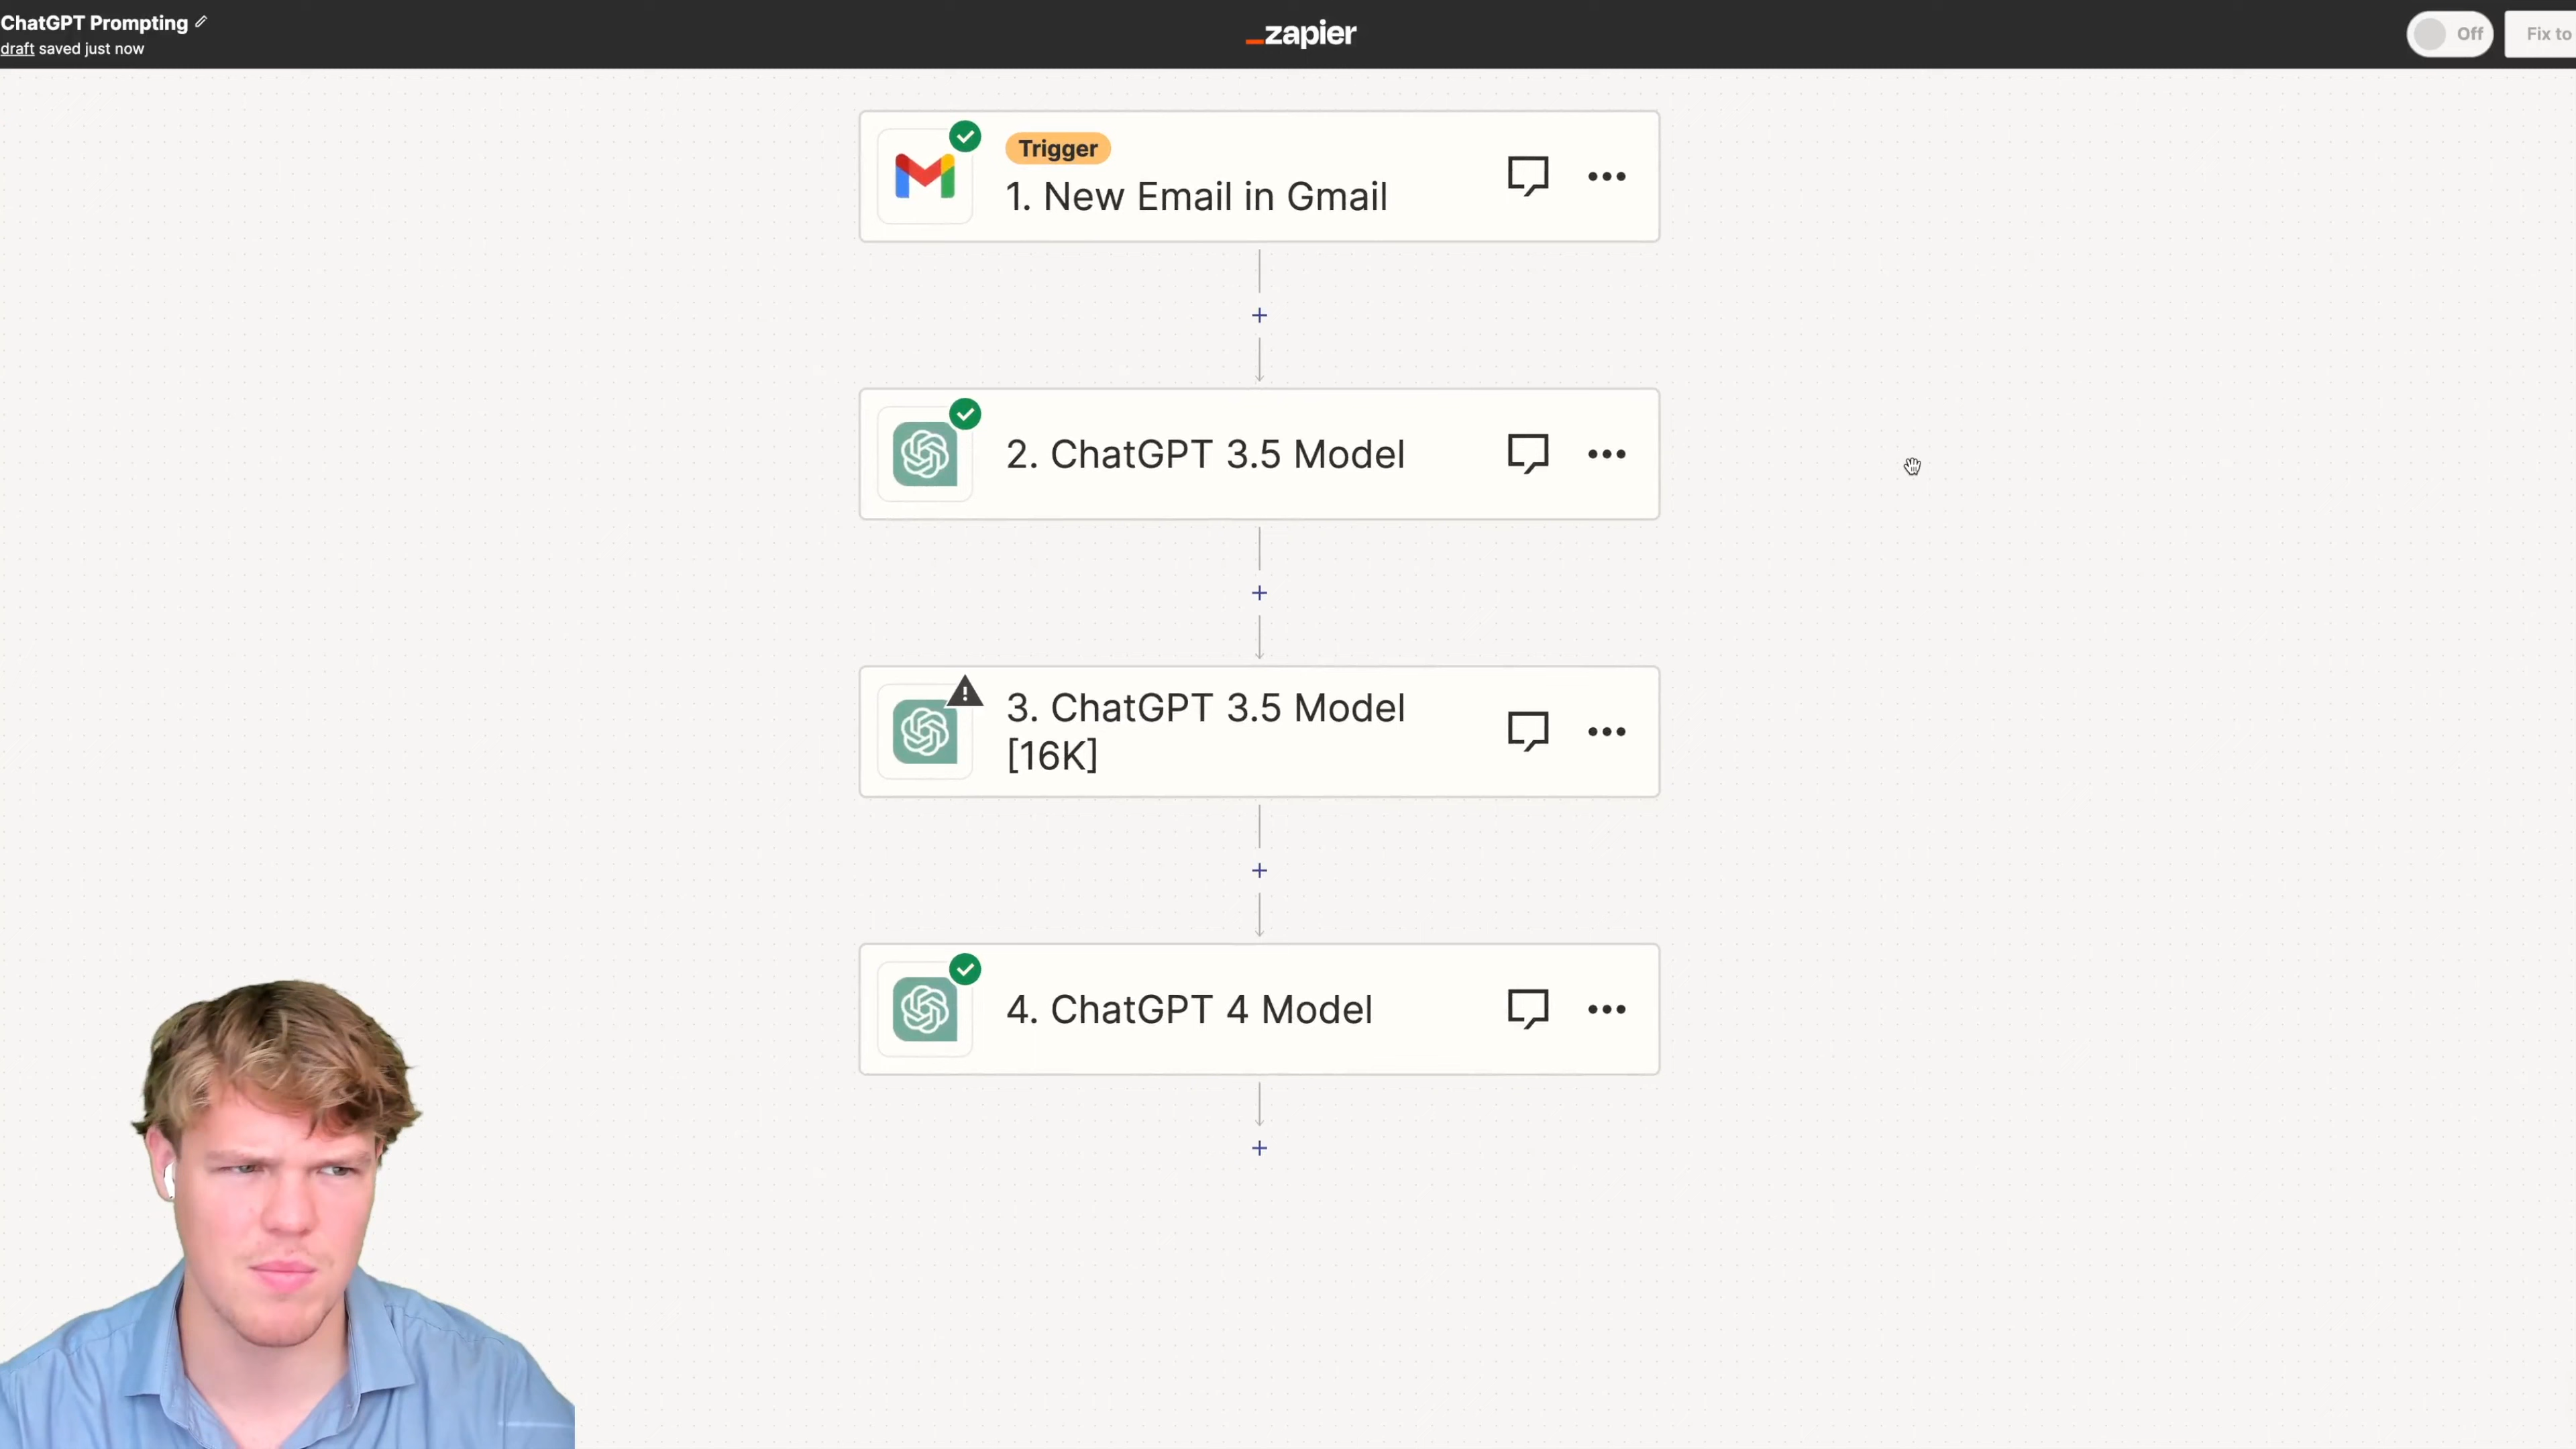 ChatGPT Prompting
draft saved just now
zapier
Off
Fix to
Trigger
1. New Email in Gmail
2. ChatGPT 3.5 Model
3. ChatGPT 3.5 Model
[16K]
4. ChatGPT 4 Model